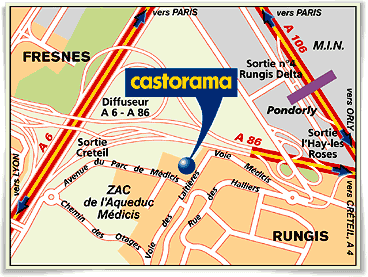 vers PARIS
vers PARIS
A 106
M.I.N.
FRESNES
Sortie n°4
Rungis Delta
castorama
Diffuseur
A 6 - A 86
Pondorly
vers ORLY
A 6
A 86
Sortie
l'Hay-les
Roses
Sortie
Creteil
vers LYON
Avenue du Parc de Médicis
Voie Médicis
ZAC
de l'Aqueduc
Médicis
Voie des Laitières
Rue des Halliers
Chemin des Otages
RUNGIS
vers CRÉTEIL, A 4